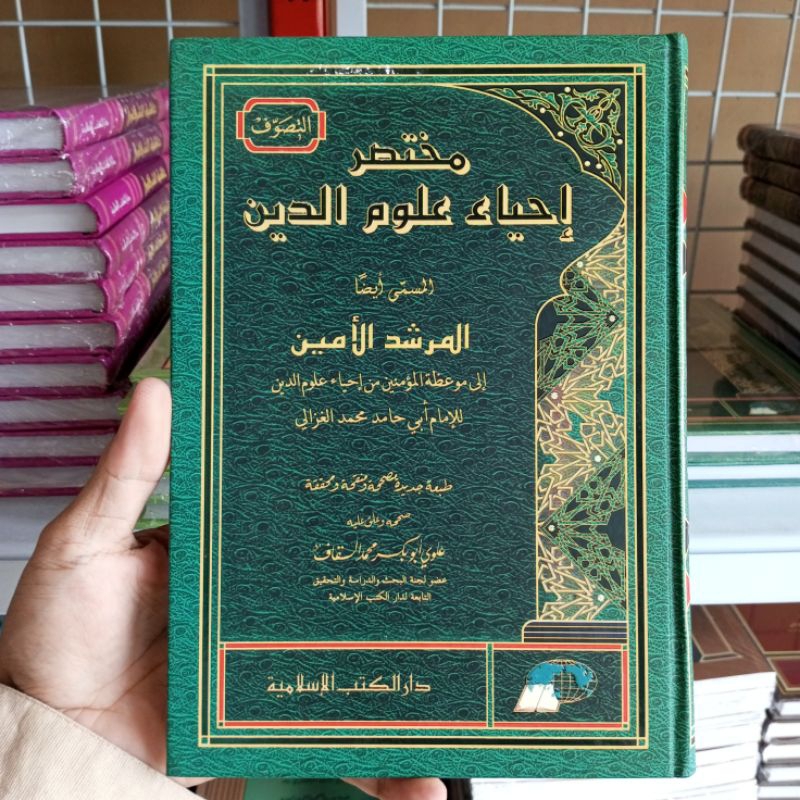 التصوّف
مختصر
إحياء علوم الدين
المسمّى أيضًا
المرشد الأمين
إلى موعظة المؤمنين من إحياء علوم الدين
للإمام أبي حامد محمد الغزالي
طبعة جديدة مصححة ومنقحة ومحققة
صححه وعلق عليه
علوي أبو بكر محمد السقاف
عضو لجنة البحث والدراسة والتحقيق
التابعة لدار الكتب الإسلامية
دار الكتب الإسلامية